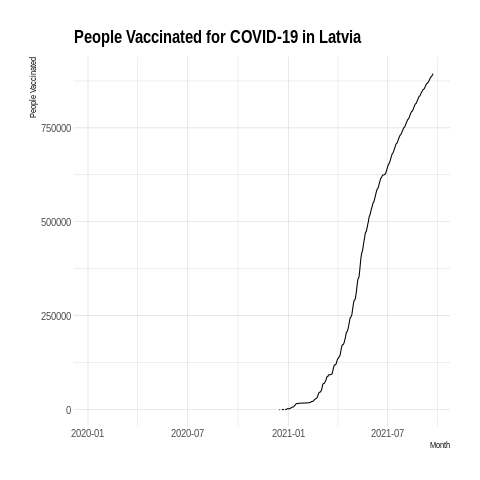 People Vaccinated for COVID-19 in Latvia
People Vaccinated
750000
500000
250000
0
2020-01 2020-07 2021-01 2021-07
Month